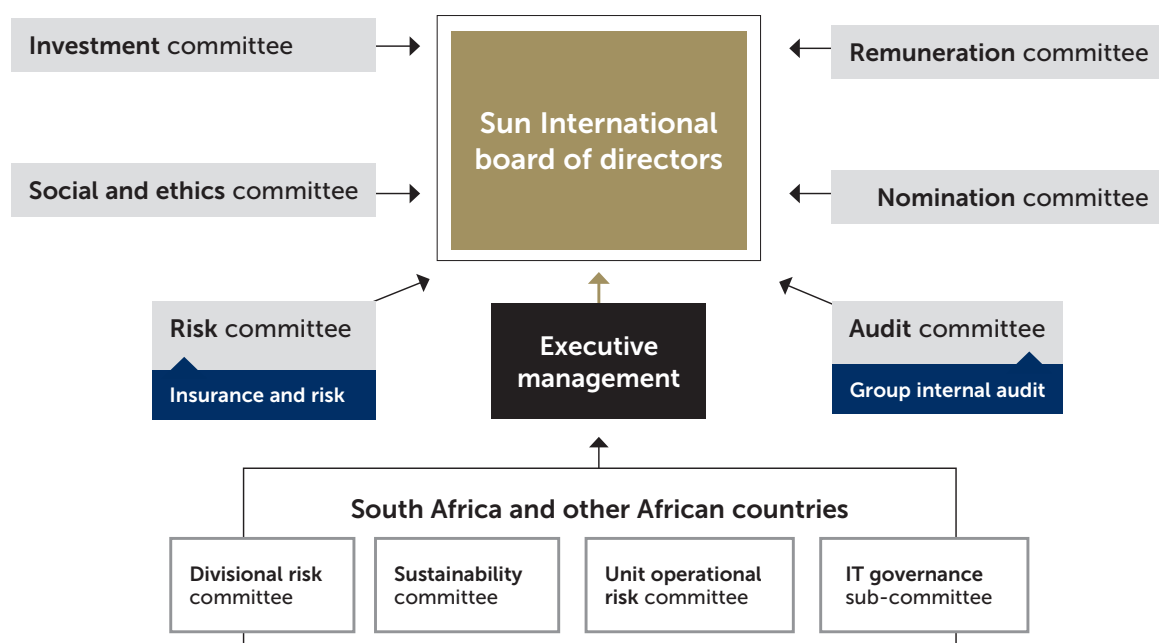 Investment committee
Remuneration committee
Sun International
board of directors
Social and ethics committee
Nomination committee
Risk committee
Insurance and risk
Executive
management
Audit committee
Group internal audit
South Africa and other African countries
Divisional risk
committee
Sustainability
committee
Unit operational
risk committee
IT governance
sub-committee